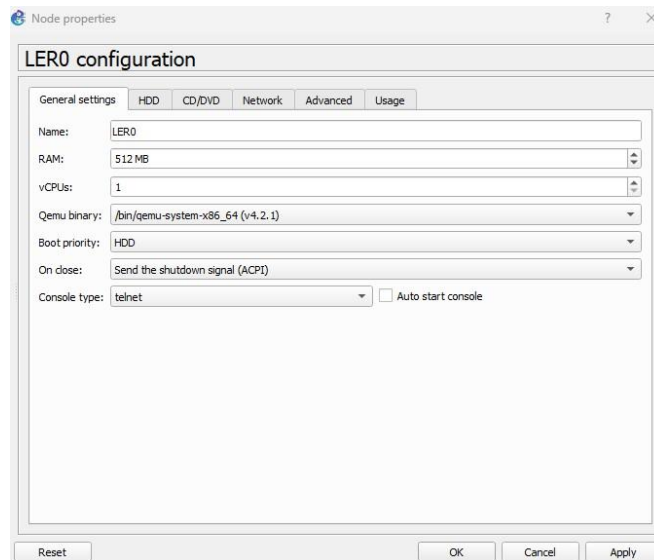 Node properties
?
LER0 configuration
General settings HDD CD/DVD Network Advanced Usage
Name: LER0
RAM: 512 MB
vCPUs: 1
Qemu binary: /bin/qemu-system-x86_64 (v4.2.1)
Boot priority: HDD
On close: Send the shutdown signal (ACPI)
Console type: telnet Auto start console
Reset OK Cancel Apply